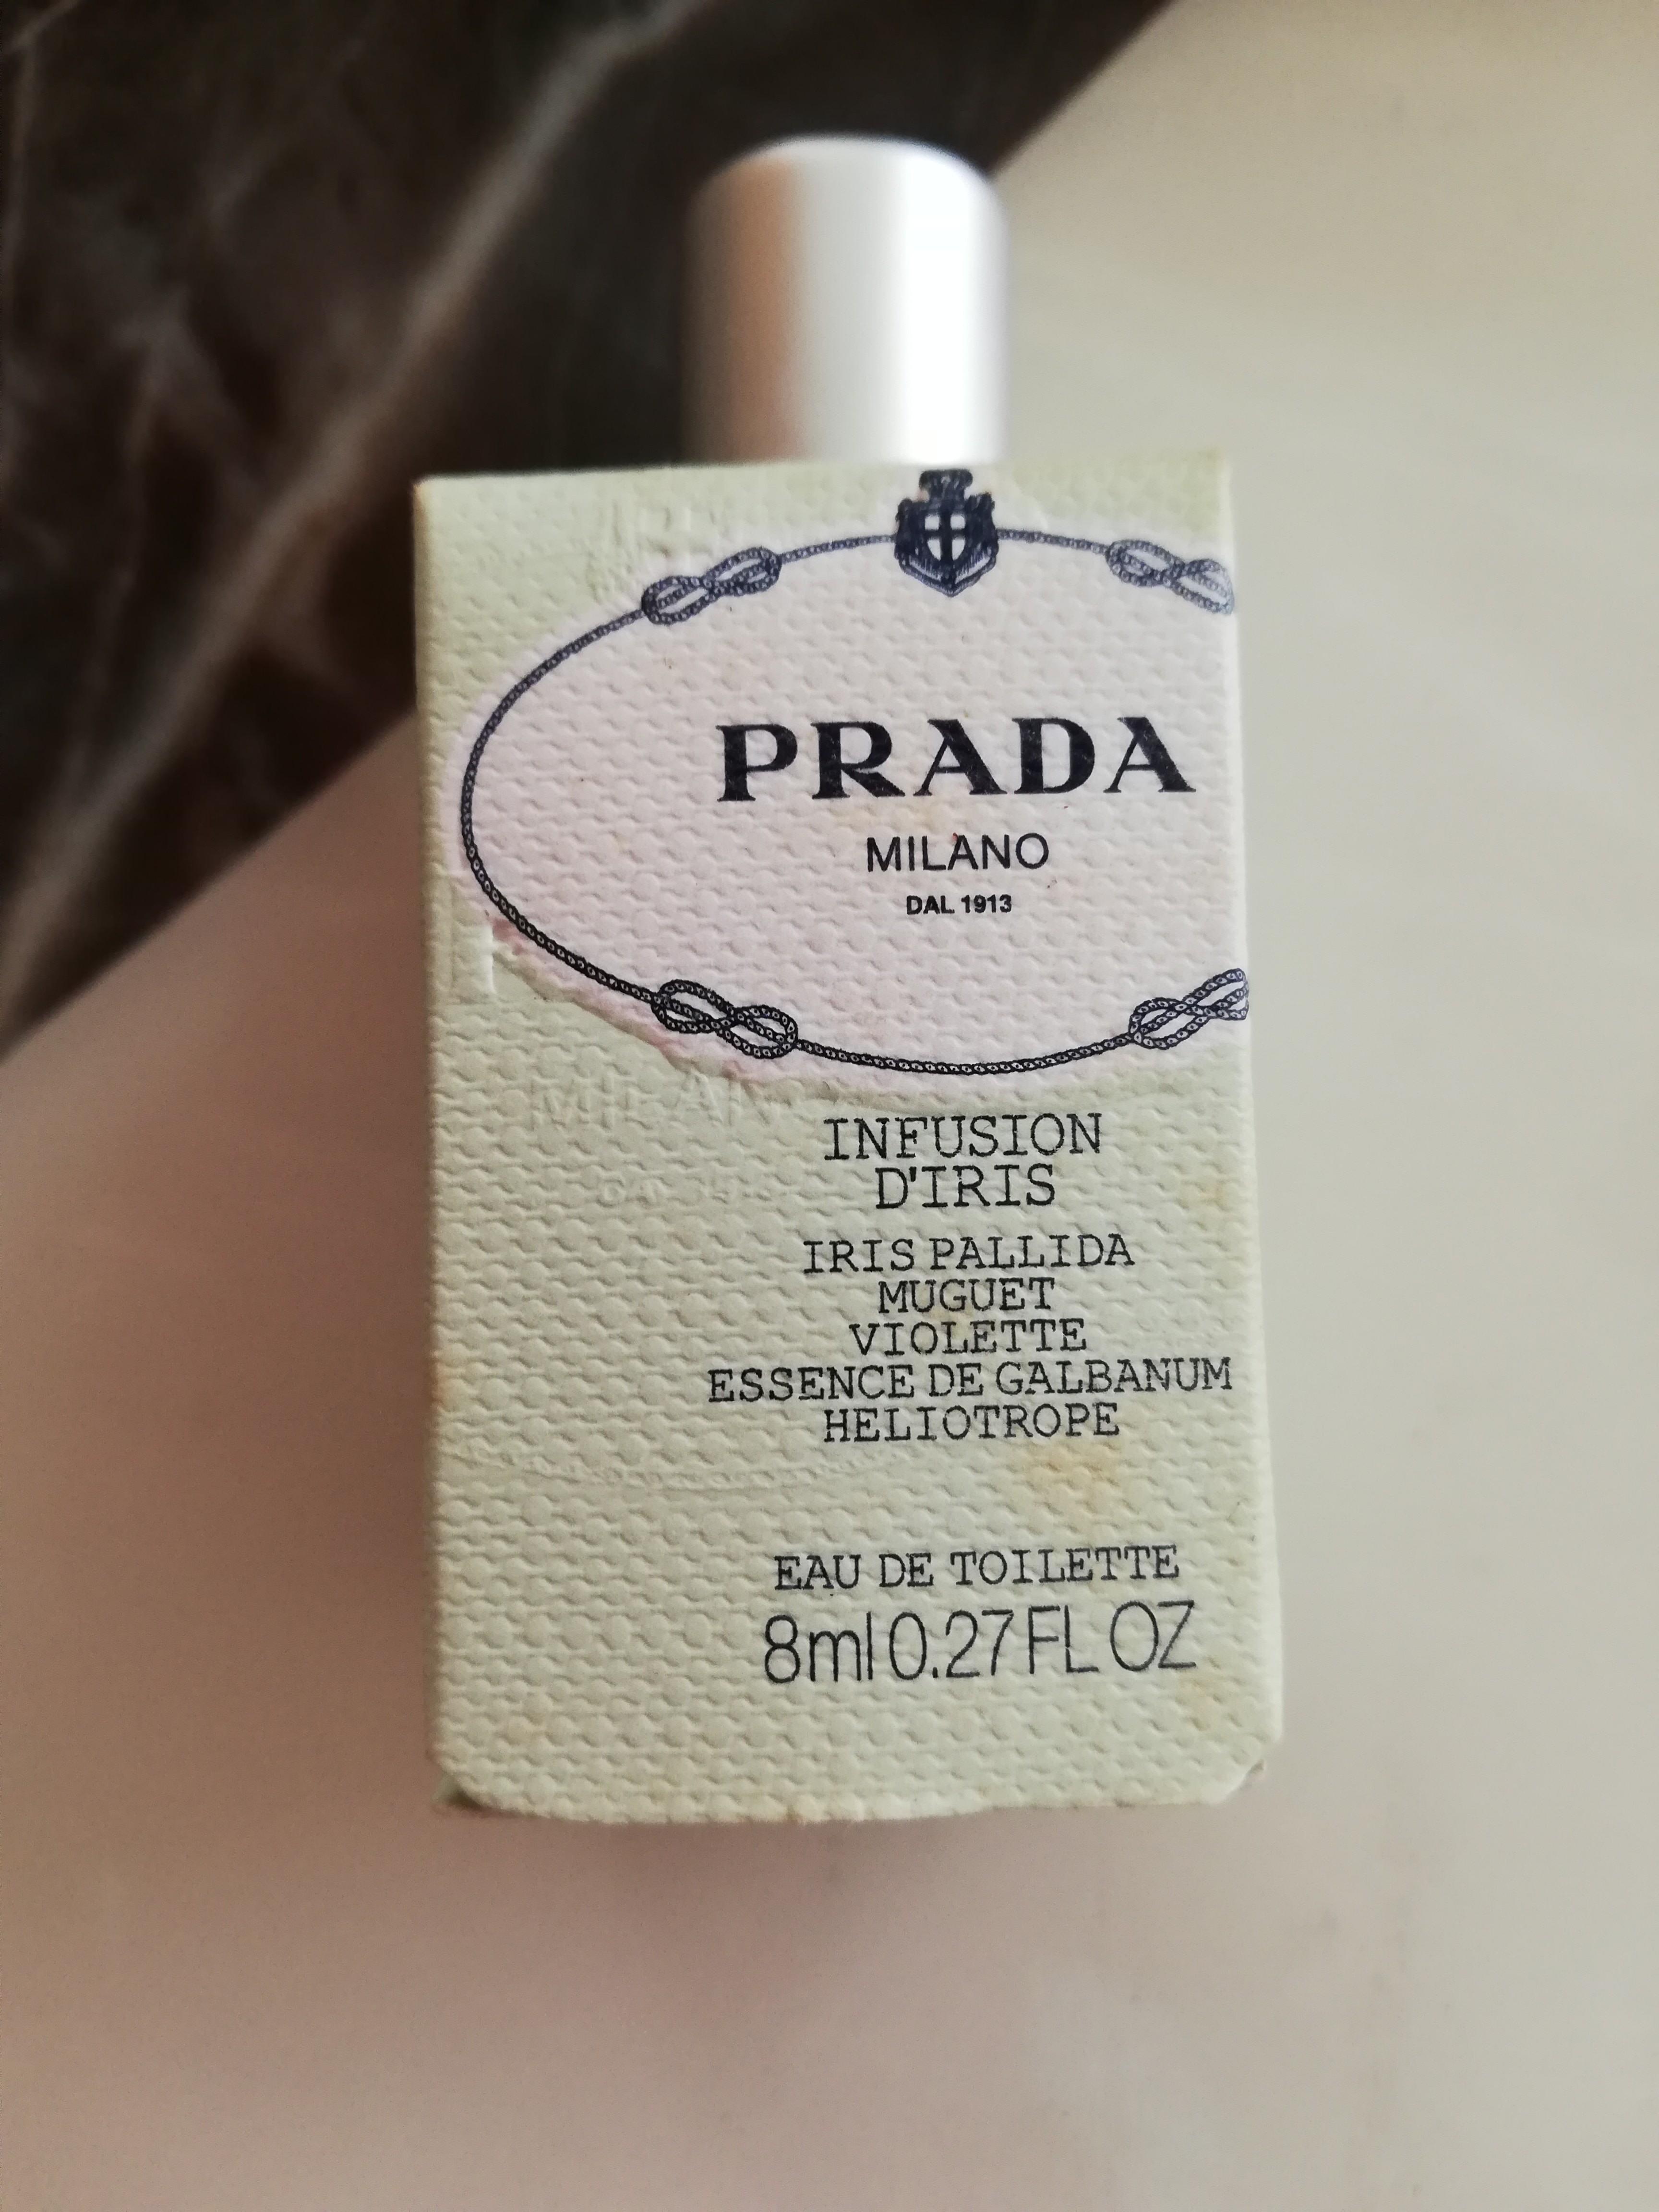 PRADA
MILANO
DAL 1913
MILANO
INFUSION
D'IRIS
IRIS PALLIDA
MUGUET
VIOLETTE
ESSENCE DE GALBANUM
HELIOTROPE
EAU DE TOILETTE
8ml 0.27 FL OZ